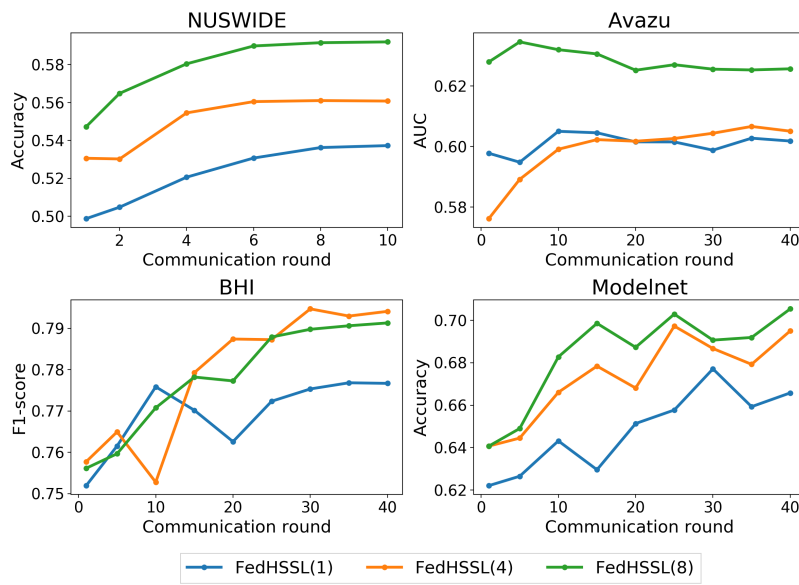 NUSWIDE
Accuracy
0.58
0.56
0.54
0.52
0.50
2 4 6 8 10
Communication round
Avazu
AUC
0.62
0.60
0.58
0 10 20 30 40
Communication round
BHI
F1-score
0.79
0.78
0.77
0.76
0.75
0 10 20 30 40
Communication round
Modelnet
Accuracy
0.70
0.68
0.66
0.64
0.62
0 10 20 30 40
Communication round
FedHSSL(1) FedHSSL(4) FedHSSL(8)